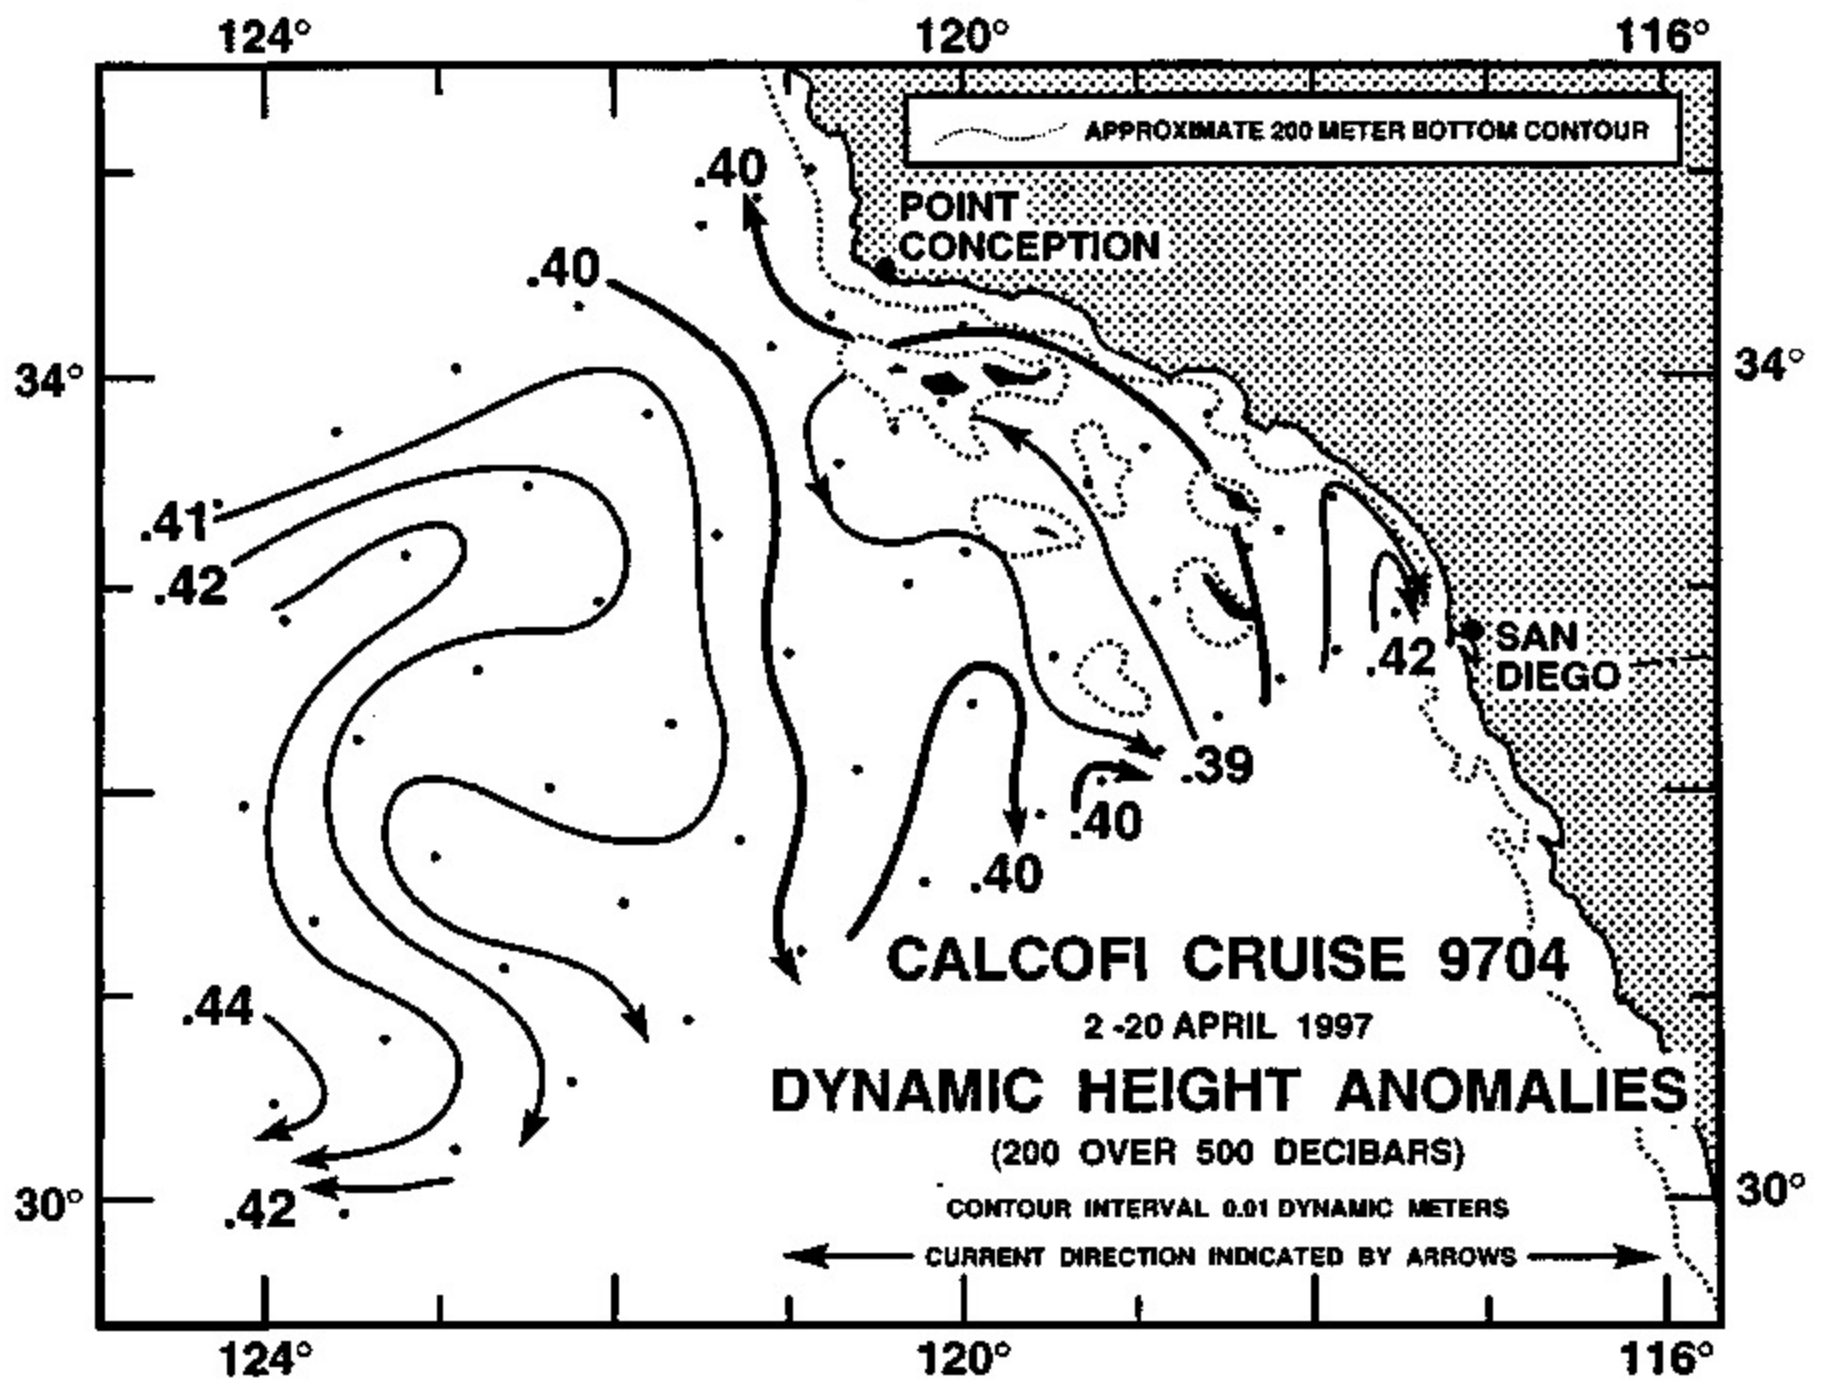 124° 120° 116°
APPROXIMATE 200 METER BOTTOM CONTOUR
.40
POINT
CONCEPTION
.40
34° 34°
.41
.42
SAN
DIEGO
.42
.39
.40
.40
CALCOFI CRUISE 9704
2-20 APRIL 1997
.44
DYNAMIC HEIGHT ANOMALIES
(200 OVER 500 DECIBARS)
30° .42 30°
CONTOUR INTERVAL 0.01 DYNAMIC METERS
CURRENT DIRECTION INDICATED BY ARROWS
124° 120° 116°